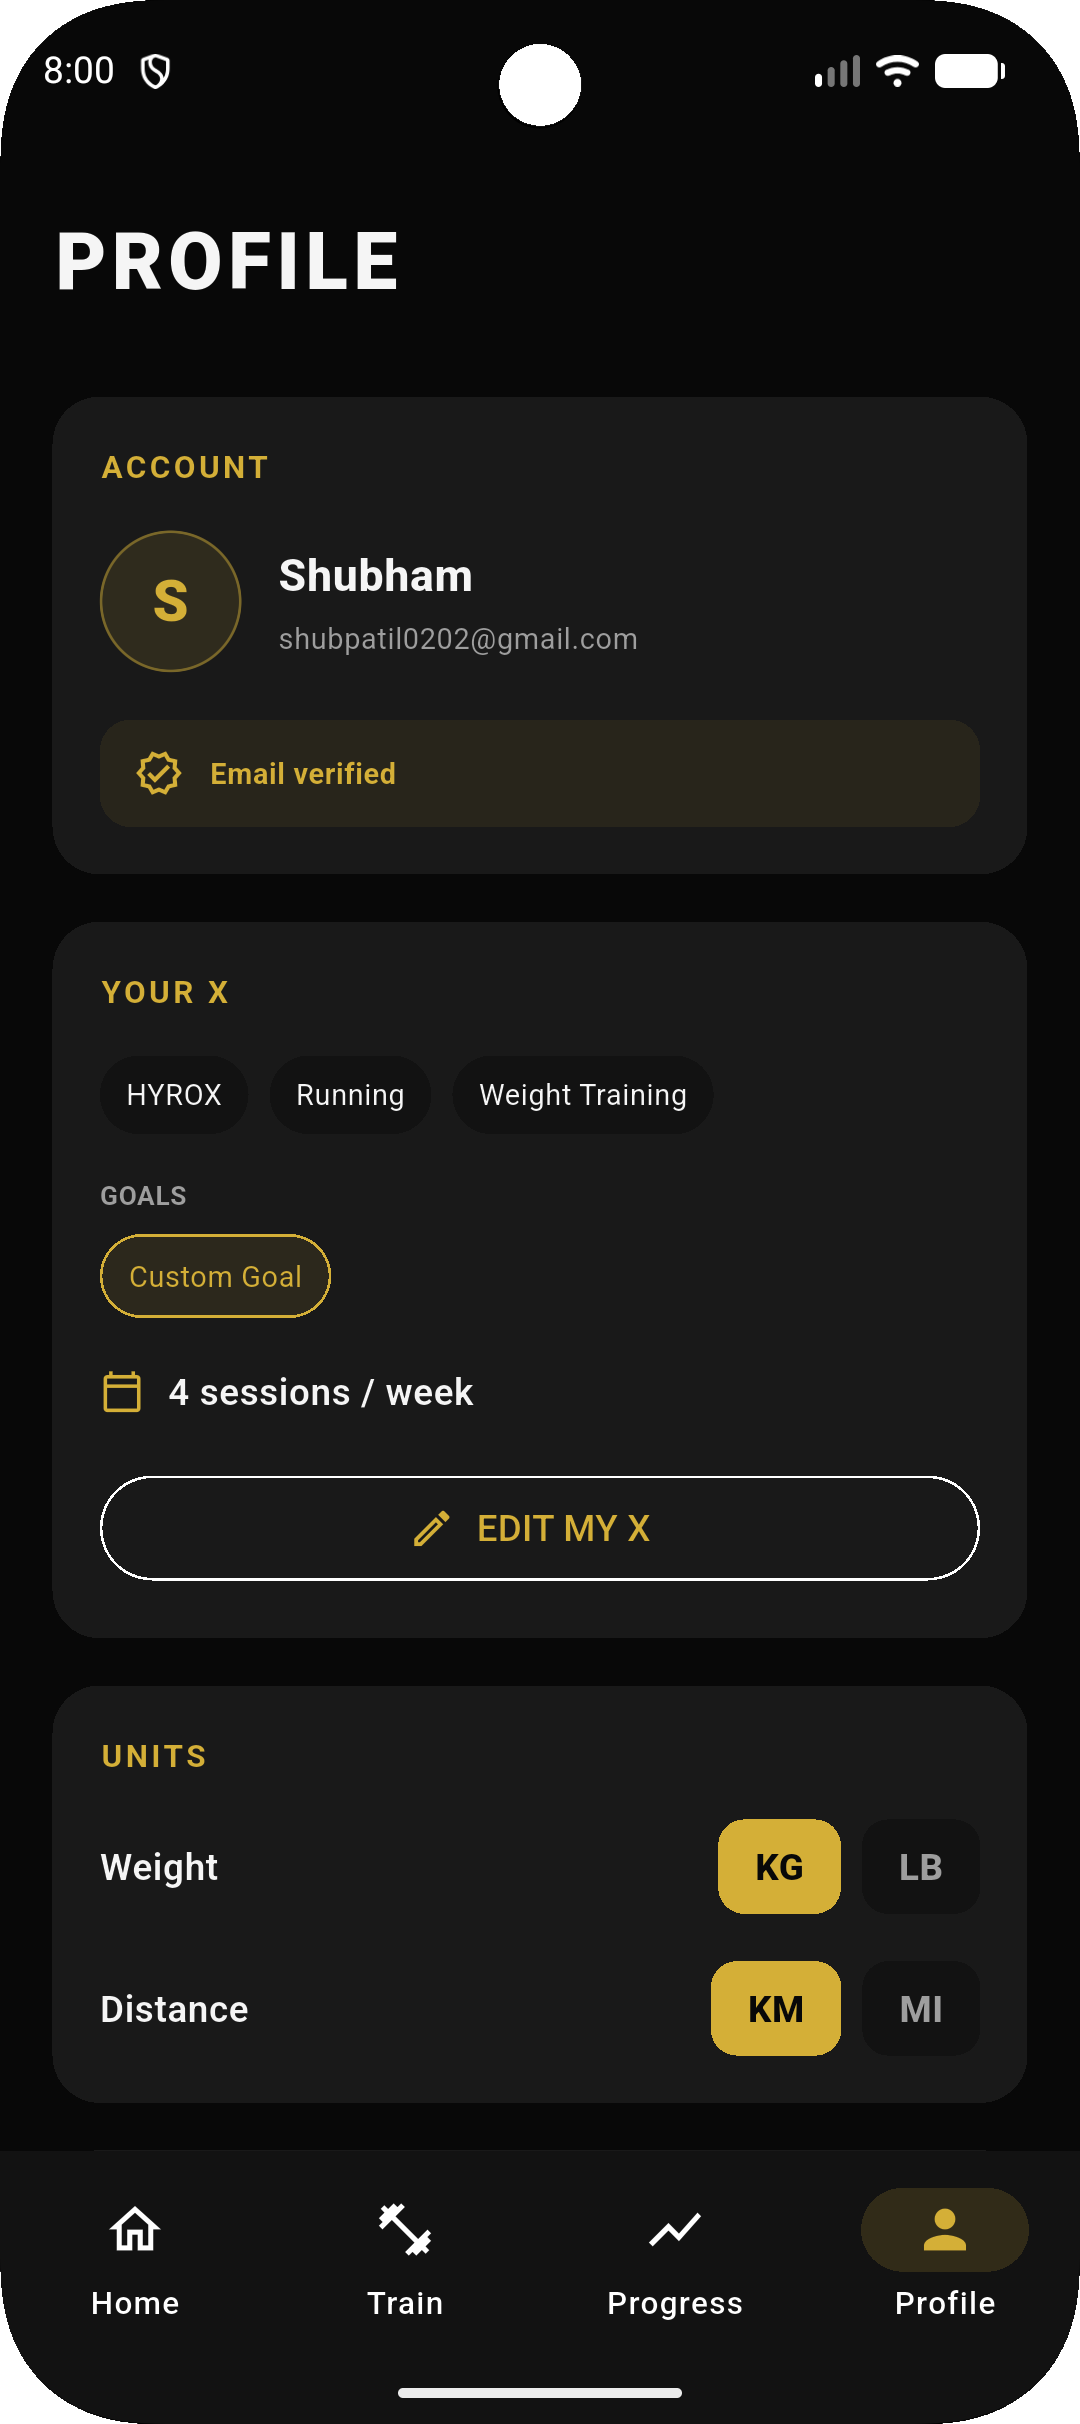 8:00
PROFILE
ACCOUNT
S
Shubham
shubpatil0202@gmail.com
Email verified
YOUR X
HYROX Running Weight Training
GOALS
Custom Goal
4 sessions / week
EDIT MY X
UNITS
Weight KG LB
Distance KM MI
Home Train Progress Profile